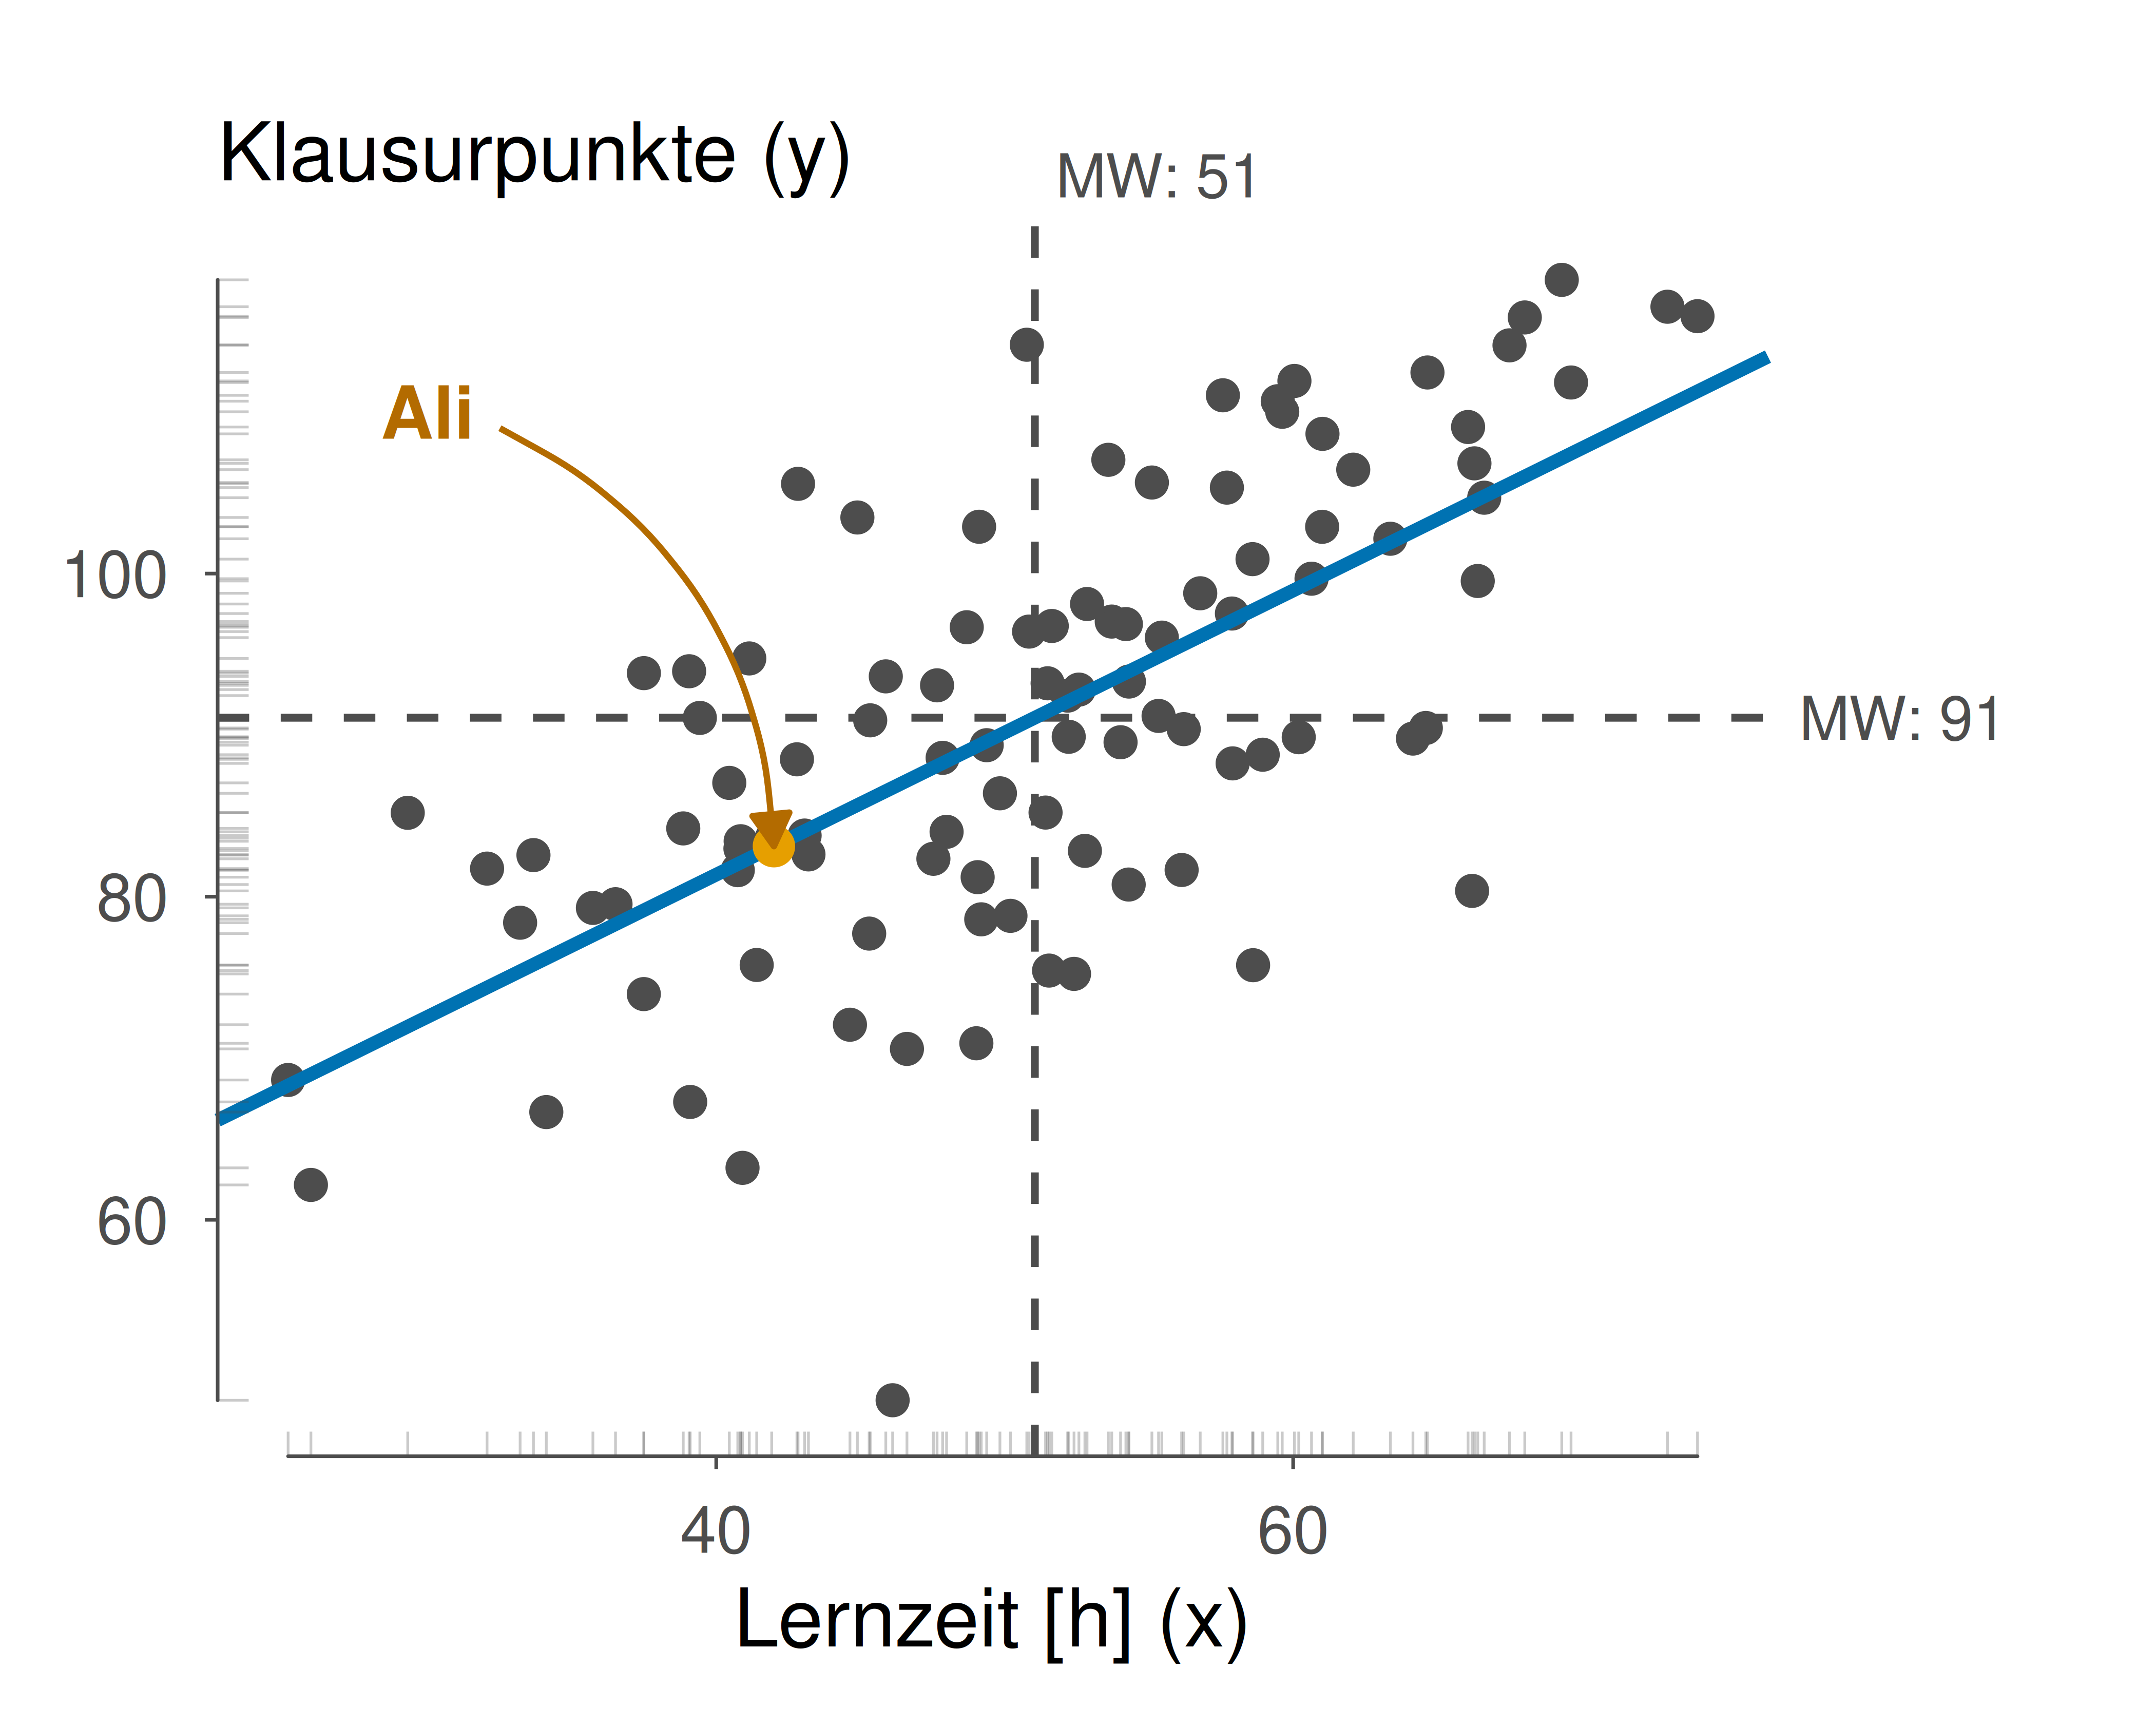 Klausurpunkte (y)
MW: 51
Ali
100
MW: 91
80
60
40
60
Lernzeit [h] (x)